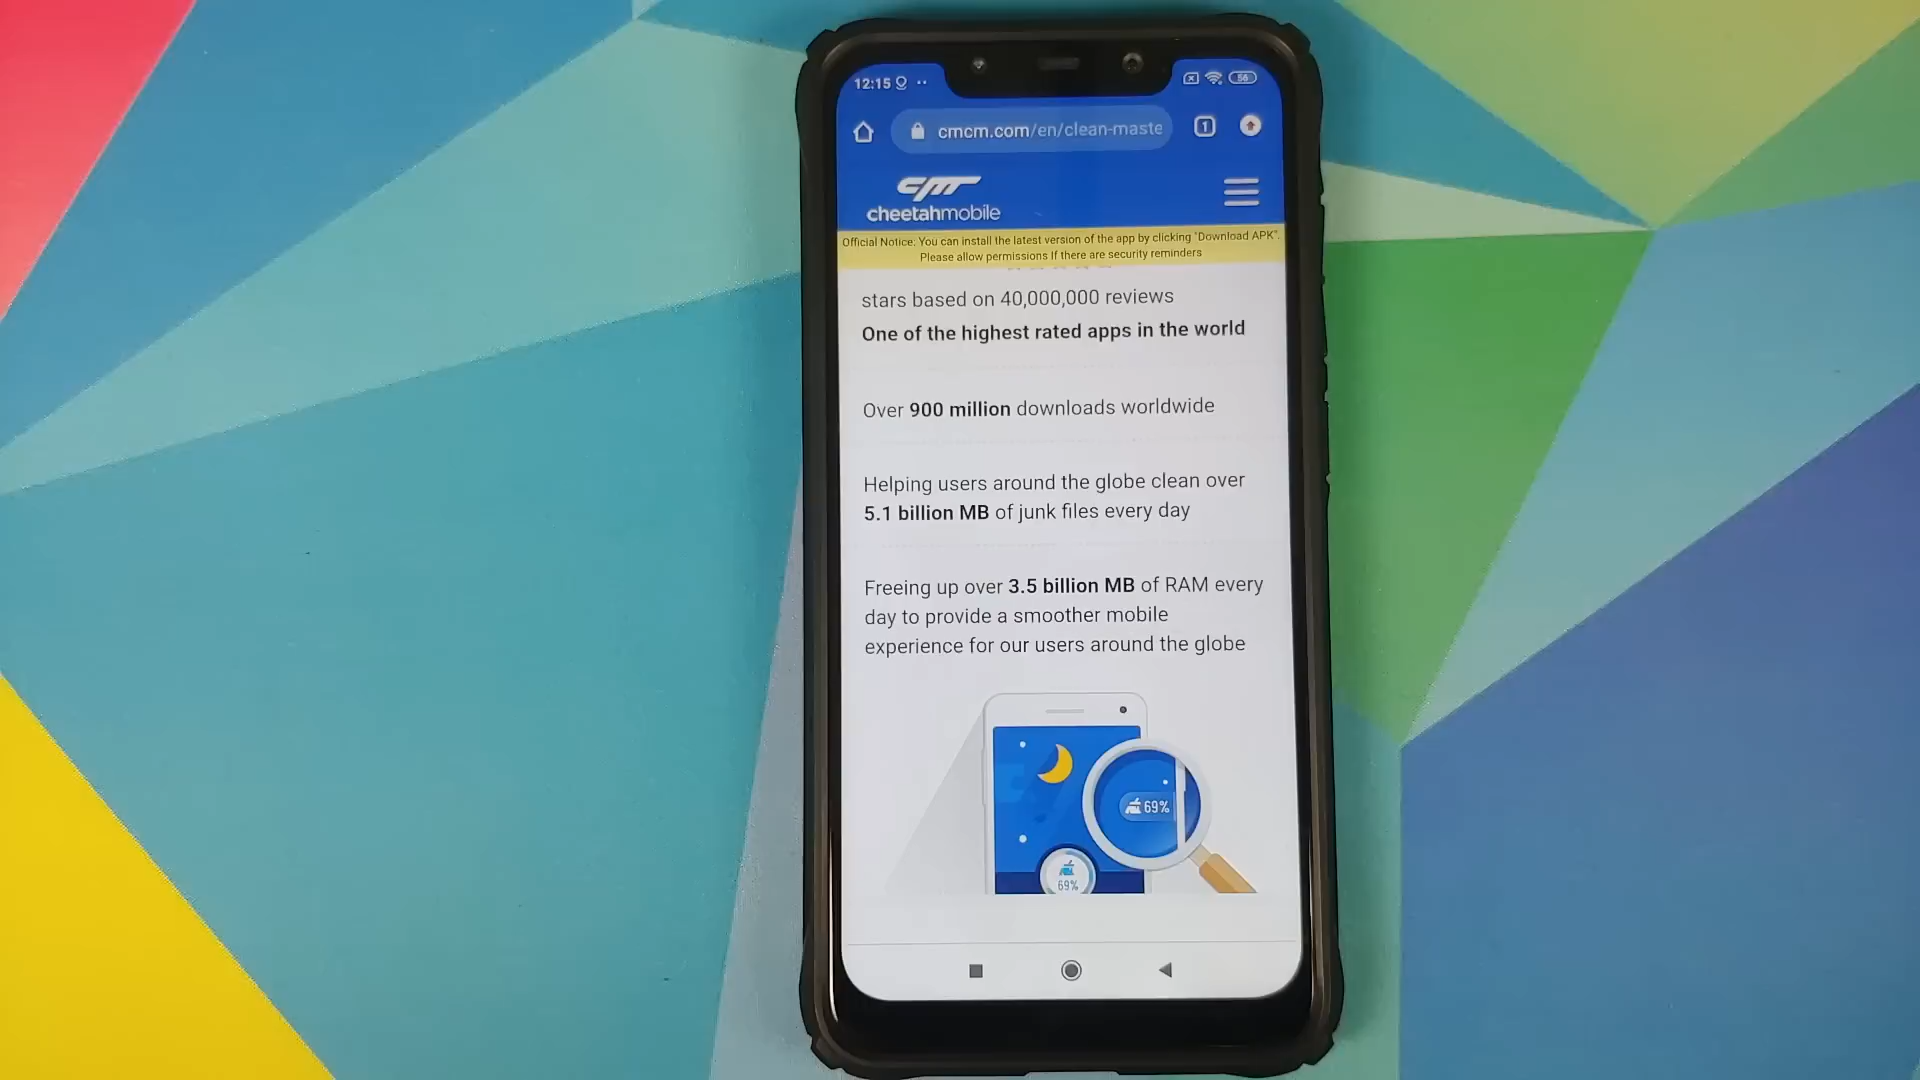 12:15
56
cmcm.com/en/clean-maste
1
cm
cheetahmobile
Official Notice: You can install the latest version of the app by clicking "Download APK".
Please allow permissions If there are security reminders
stars based on 40,000,000 reviews
One of the highest rated apps in the world
Over 900 million downloads worldwide
Helping users around the globe clean over
5.1 billion MB of junk files every day
Freeing up over 3.5 billion MB of RAM every
day to provide a smoother mobile
experience for our users around the globe
69%
69%